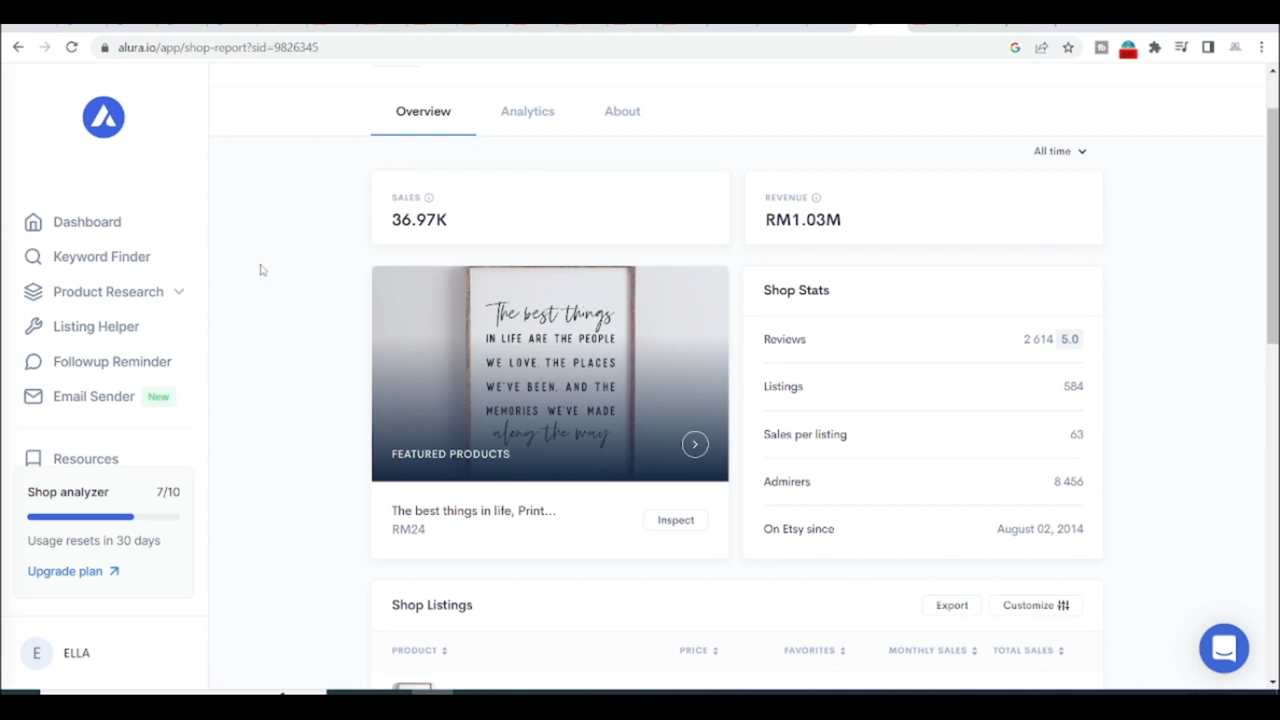 alura.io/app/shop-report?sid=9826345
Overview
Analytics
About
All time
SALES
36.97K
REVENUE
RM1.03M
Dashboard
Keyword Finder
Product Research
Listing Helper
Followup Reminder
Email Sender New
Resources
Shop analyzer 7/10
Usage resets in 30 days
Upgrade plan
E ELLA
The best things
IN LIFE ARE THE PEOPLE
WE LOVE. THE PLACES
WE'VE BEEN. AND THE
MEMORIES WE'VE MADE
along the way
FEATURED PRODUCTS
The best things in life, Print...
RM24
Inspect
Shop Stats
Reviews 2 614 5.0
Listings 584
Sales per listing 63
Admirers 8 456
On Etsy since August 02, 2014
Shop Listings
Export
Customize
PRODUCT PRICE FAVORITES MONTHLY SALES TOTAL SALES